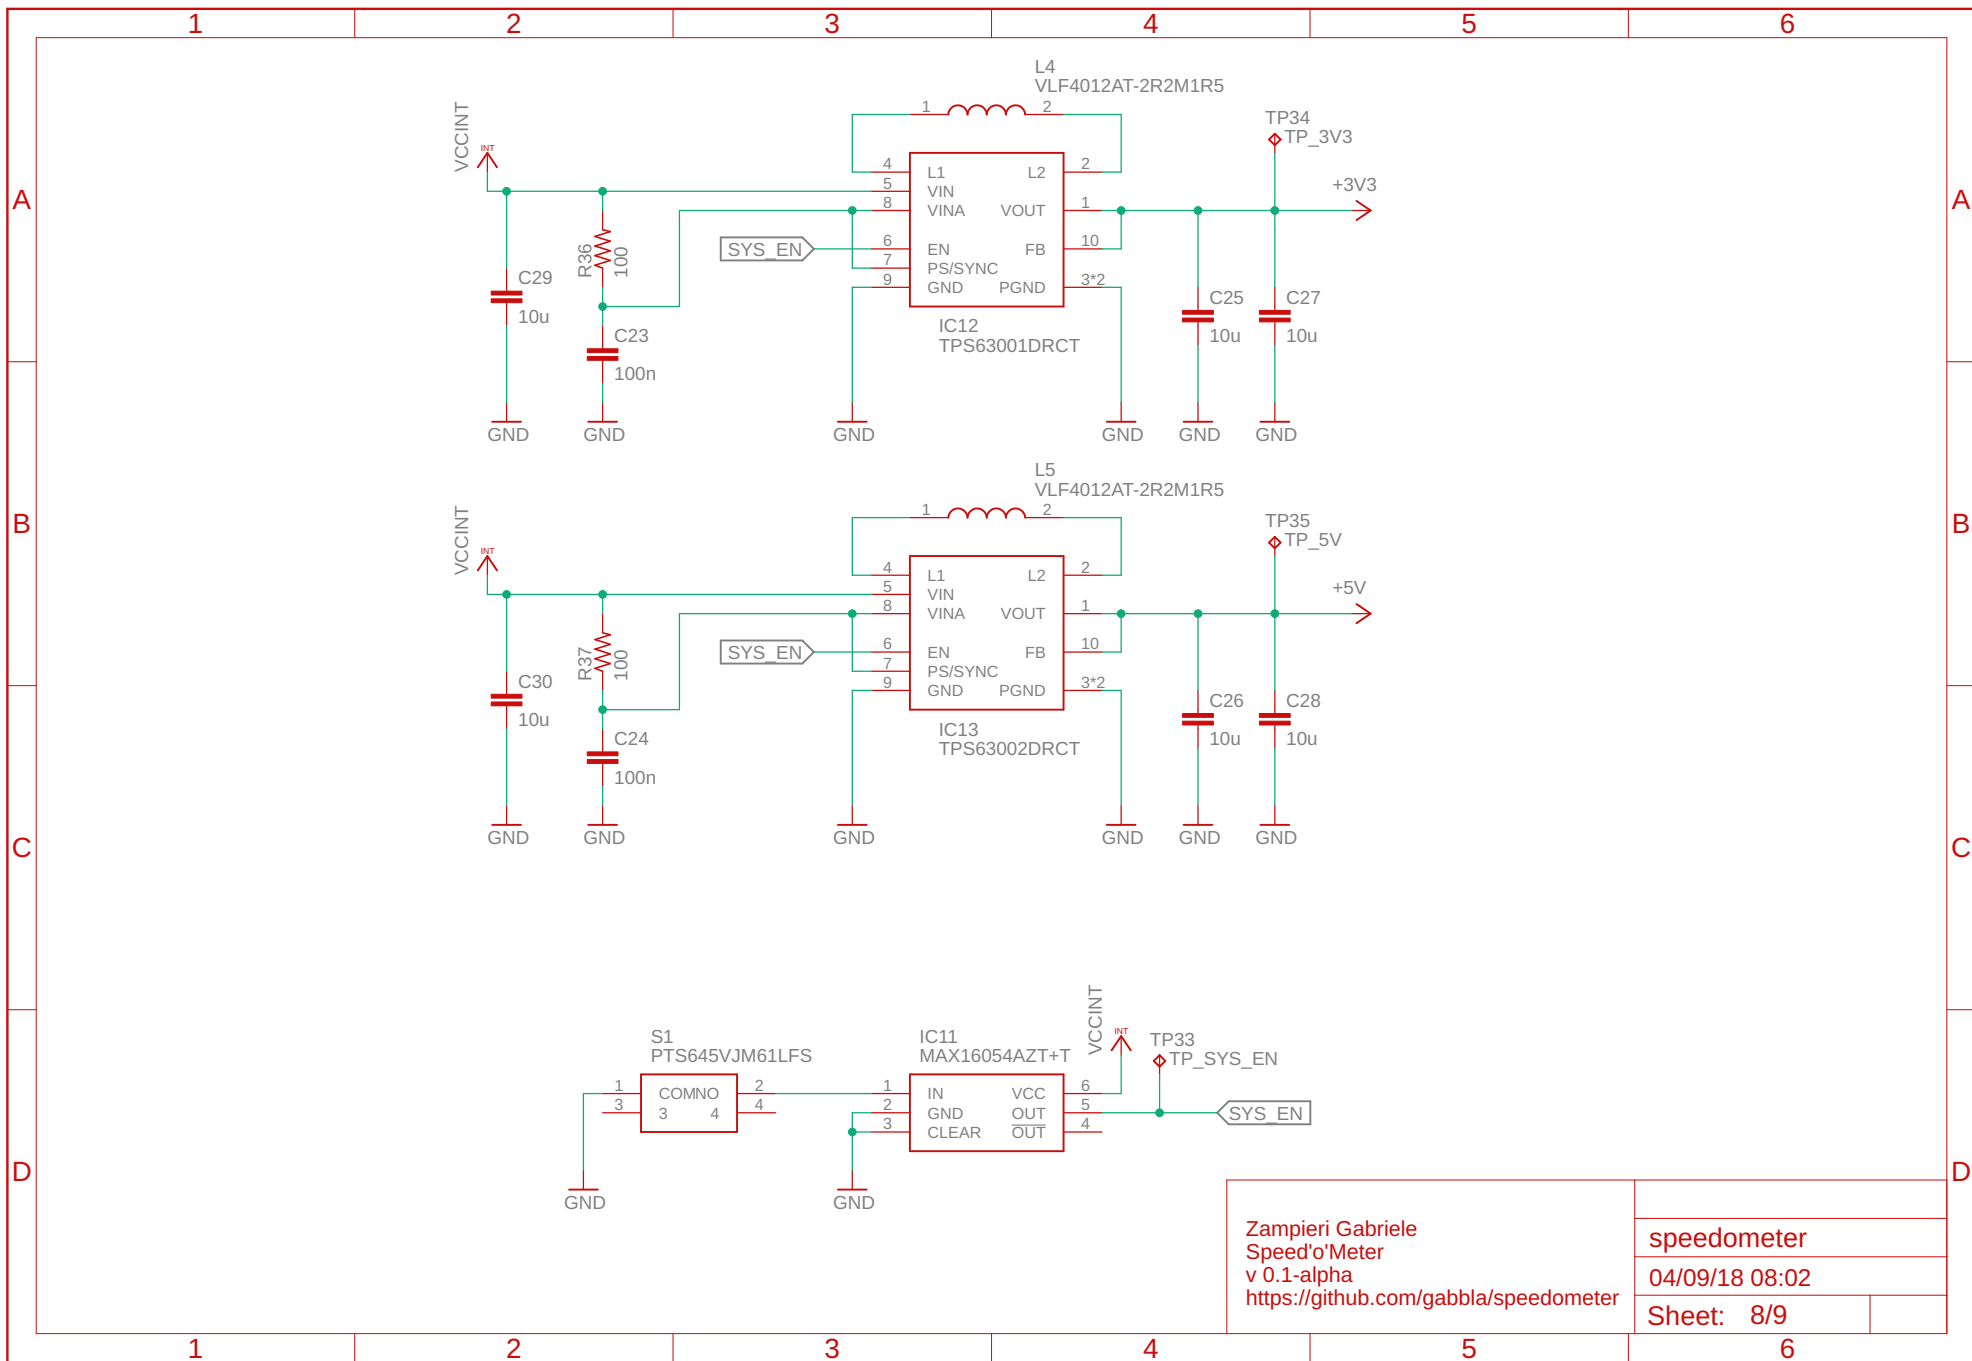 1 2 3 4 5 6
A A
B B
C C
D D
L4
VLF4012AT-2R2M1R5
1 2
VCCINT
INT
TP34
TP_3V3
+3V3
4 L1 L2 2
5 VIN
8 VINA VOUT 1
SYS_EN
6 EN FB 10
7 PS/SYNC
9 GND PGND 3*2
R36
100
C29
10u
C23
100n
IC12
TPS63001DRCT
C25
10u
C27
10u
GND GND GND GND GND GND
L5
VLF4012AT-2R2M1R5
1 2
VCCINT
INT
TP35
TP_5V
+5V
4 L1 L2 2
5 VIN
8 VINA VOUT 1
SYS_EN
6 EN FB 10
7 PS/SYNC
9 GND PGND 3*2
R37
100
C30
10u
C24
100n
IC13
TPS63002DRCT
C26
10u
C28
10u
GND GND GND GND GND GND
S1
PTS645VJM61LFS
1 COMNO 2
3 3 4 4
GND
IC11
MAX16054AZT+T
1 IN VCC 6
2 GND OUT 5
3 CLEAR OUT 4
GND
VCCINT
INT
TP33
TP_SYS_EN
SYS_EN
Zampieri Gabriele
Speed'o'Meter
v 0.1-alpha
https://github.com/gabbla/speedometer
speedometer
04/09/18 08:02
Sheet: 8/9
1 2 3 4 5 6